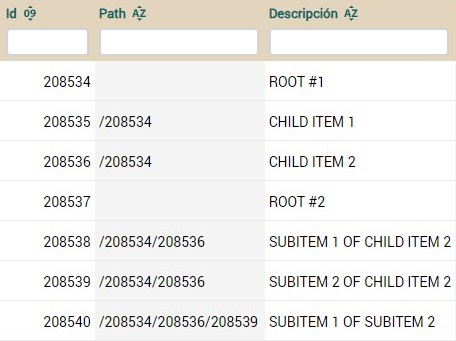 Id 09 Path AZ Descripción AZ
208534 ROOT #1
208535 /208534 CHILD ITEM 1
208536 /208534 CHILD ITEM 2
208537 ROOT #2
208538 /208534/208536 SUBITEM 1 OF CHILD ITEM 2
208539 /208534/208536 SUBITEM 2 OF CHILD ITEM 2
208540 /208534/208536/208539 SUBITEM 1 OF SUBITEM 2